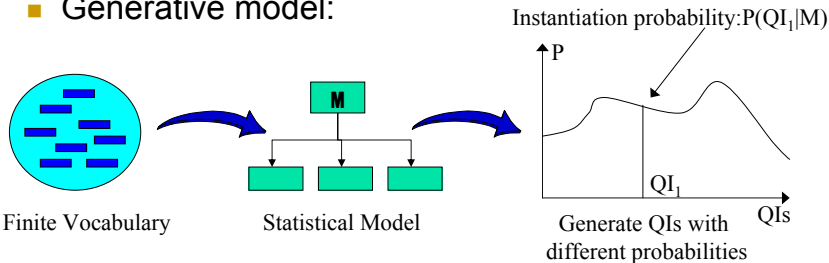 Generative model:
Instantiation probability:P(QI₁|M)
P
M
QI₁
QIs
Finite Vocabulary
Statistical Model
Generate QIs with
different probabilities